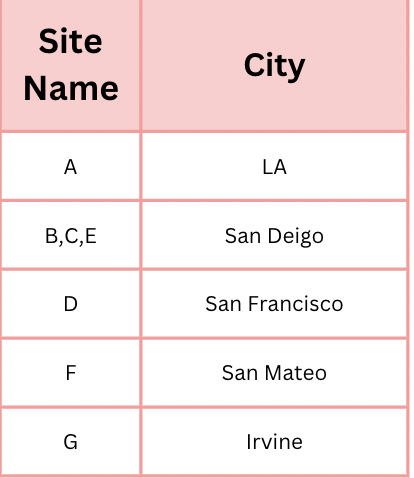 Site
Name
City
A
LA
B,C,E
San Deigo
D
San Francisco
F
San Mateo
G
Irvine